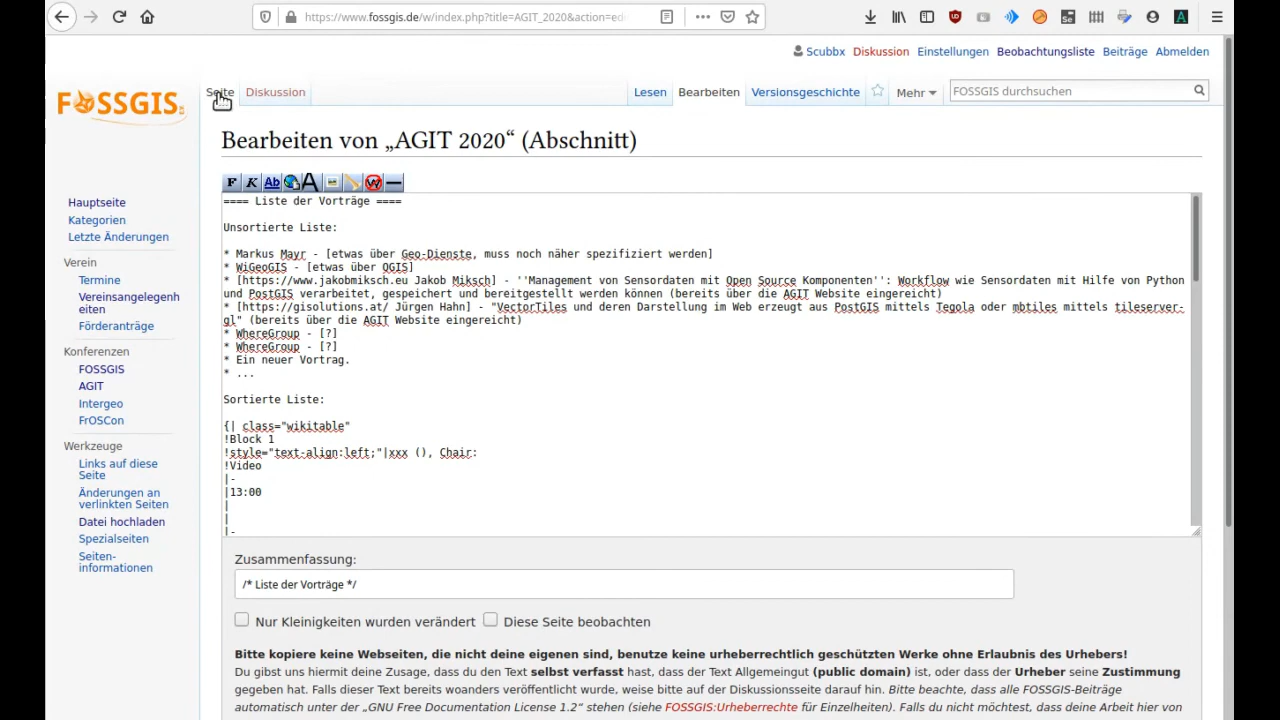 https://www.fossgis.de/w/index.php?title=AGIT_2020&action=ed
Scubbx Diskussion Einstellungen Beobachtungsliste Beiträge Abmelden
FOSSGIS
Seite Diskussion Lesen Bearbeiten Versionsgeschichte Mehr FOSSGIS durchsuchen
Bearbeiten von „AGIT 2020“ (Abschnitt)
F K Ab A W
Hauptseite
Kategorien
Letzte Änderungen
Verein
Termine
Vereinsangelegenh
eiten
Förderanträge
Konferenzen
FOSSGIS
AGIT
Intergeo
FrOSCon
Werkzeuge
Links auf diese
Seite
Änderungen an
verlinkten Seiten
Datei hochladen
Spezialseiten
Seiten-
informationen
==== Liste der Vorträge ====
Unsortierte Liste:
* Markus Mayr - [etwas über Geo-Dienste, muss noch näher spezifiziert werden]
* WiGeoGIS - [etwas über QGIS]
* [https://www.jakobmiksch.eu Jakob Miksch] - ''Management von Sensordaten mit Open Source Komponenten'': Workflow wie Sensordaten mit Hilfe von Python
und PostGIS verarbeitet, gespeichert und bereitgestellt werden können (bereits über die AGIT Website eingereicht)
* [https://gisolutions.at/ Jürgen Hahn] - "VectorTiles und deren Darstellung im Web erzeugt aus PostGIS mittels Tegola oder mbtiles mittels tileserver-
gl" (bereits über die AGIT Website eingereicht)
* WhereGroup - [?]
* WhereGroup - [?]
* Ein neuer Vortrag.
* ...
Sortierte Liste:
{| class="wikitable"
!Block 1
!style="text-align:left;"|xxx (), Chair:
!Video
|-
|13:00
|
|
|-
Zusammenfassung:
/* Liste der Vorträge */
Nur Kleinigkeiten wurden verändert Diese Seite beobachten
Bitte kopiere keine Webseiten, die nicht deine eigenen sind, benutze keine urheberrechtlich geschützten Werke ohne Erlaubnis des Urhebers!
Du gibst uns hiermit deine Zusage, dass du den Text selbst verfasst hast, dass der Text Allgemeingut (public domain) ist, oder dass der Urheber seine Zustimmung
gegeben hat. Falls dieser Text bereits woanders veröffentlicht wurde, weise bitte auf der Diskussionsseite darauf hin. Bitte beachte, dass alle FOSSGIS-Beiträge
automatisch unter der „GNU Free Documentation License 1.2“ stehen (siehe FOSSGIS:Urheberrechte für Einzelheiten). Falls du nicht möchtest, dass deine Arbeit hier von